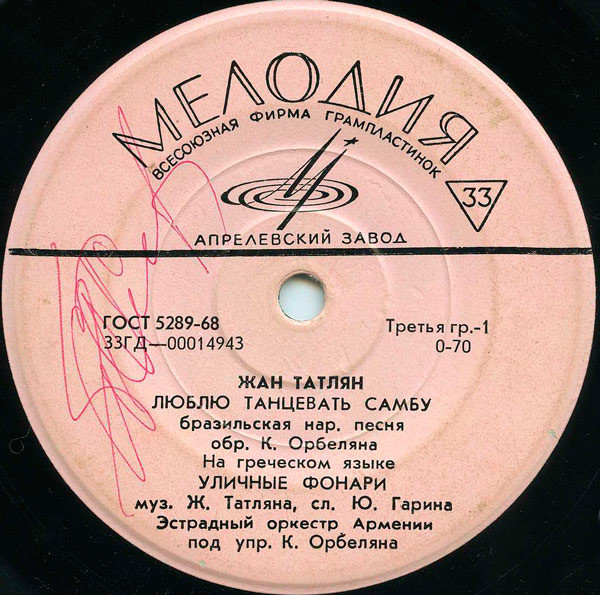 МЕЛОДИЯ
ВСЕСОЮЗНАЯ ФИРМА ГРАМПЛАСТИНОК
33
АПРЕЛЕВСКИЙ ЗАВОД
ГОСТ 5289-68
Третья гр.-1
33ГД—00014943
0-70
ЖАН ТАТЛЯН
ЛЮБЛЮ ТАНЦЕВАТЬ САМБУ
бразильская нар. песня
обр. К. Орбеляна
На греческом языке
УЛИЧНЫЕ ФОНАРИ
муз. Ж. Татляна, сл. Ю. Гарина
Эстрадный оркестр Армении
под упр. К. Орбеляна